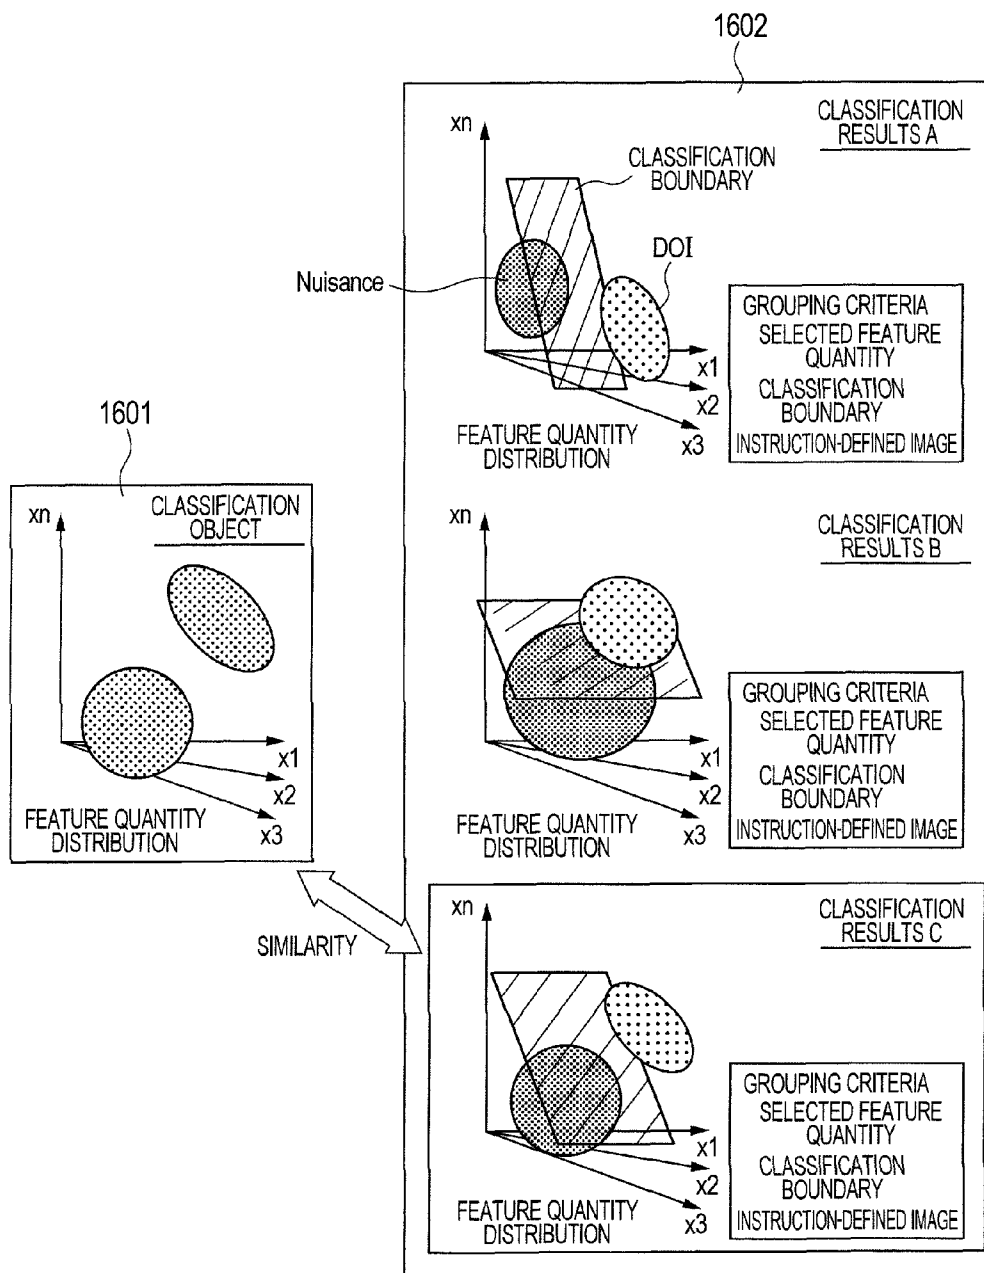 1602
CLASSIFICATION
RESULTS A
xn
CLASSIFICATION
BOUNDARY
DOI
Nuisance
GROUPING CRITERIA
SELECTED FEATURE
QUANTITY
CLASSIFICATION
BOUNDARY
INSTRUCTION-DEFINED IMAGE
x1
x2
x3
FEATURE QUANTITY
DISTRIBUTION
1601
CLASSIFICATION
OBJECT
xn
x1
x2
x3
FEATURE QUANTITY
DISTRIBUTION
CLASSIFICATION
RESULTS B
xn
GROUPING CRITERIA
SELECTED FEATURE
QUANTITY
CLASSIFICATION
BOUNDARY
INSTRUCTION-DEFINED IMAGE
x1
x2
x3
FEATURE QUANTITY
DISTRIBUTION
SIMILARITY
CLASSIFICATION
RESULTS C
xn
GROUPING CRITERIA
SELECTED FEATURE
QUANTITY
CLASSIFICATION
BOUNDARY
INSTRUCTION-DEFINED IMAGE
x1
x2
x3
FEATURE QUANTITY
DISTRIBUTION